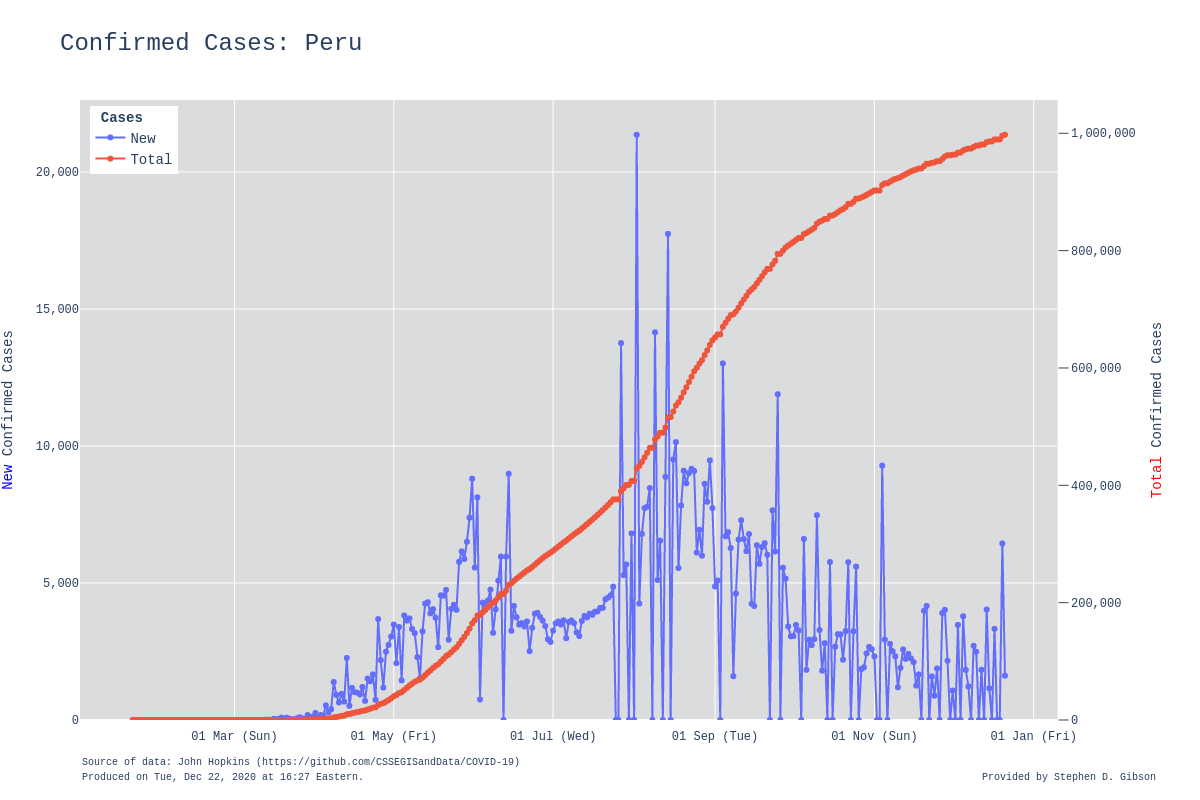 Confirmed Cases: Peru
Cases
New
Total
20,000
15,000
10,000
5,000
0
New Confirmed Cases
1,000,000
800,000
600,000
400,000
200,000
0
Total Confirmed Cases
01 Mar (Sun)
01 May (Fri)
01 Jul (Wed)
01 Sep (Tue)
01 Nov (Sun)
01 Jan (Fri)
Source of data: John Hopkins (https://github.com/CSSEGISandData/COVID-19)
Produced on Tue, Dec 22, 2020 at 16:27 Eastern.
Provided by Stephen D. Gibson